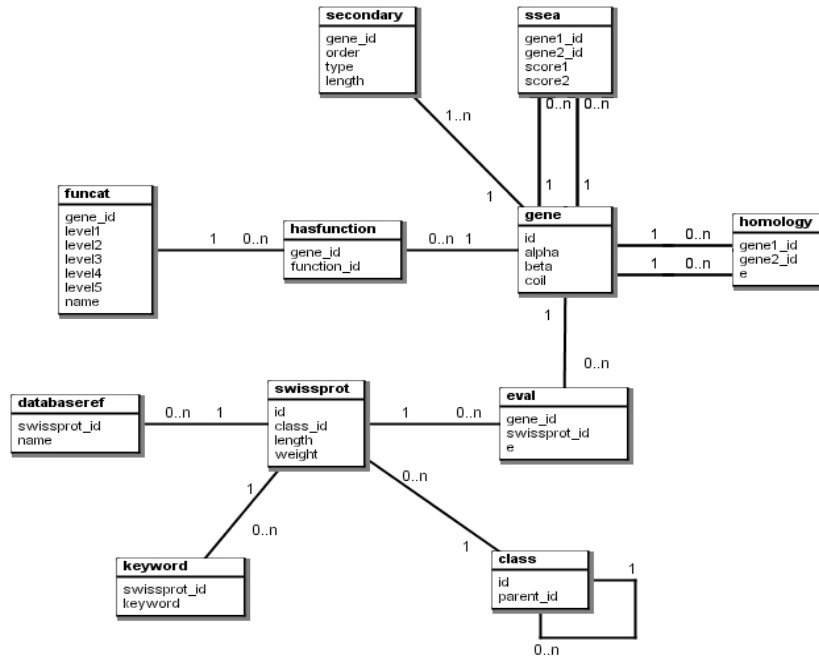 secondary
gene_id
order
type
length
ssea
gene1_id
gene2_id
score1
score2
1..n
0..n
0..n
1
1
1
funcat
gene_id
level1
level2
level3
level4
level5
name
1
0..n
hasfunction
gene_id
function_id
0..n
1
gene
id
alpha
beta
coil
1
0..n
1
0..n
homology
gene1_id
gene2_id
e
1
0..n
databaseref
swissprot_id
name
0..n
1
swissprot
id
class_id
length
weight
1
0..n
eval
gene_id
swissprot_id
e
1
0..n
0..n
1
keyword
swissprot_id
keyword
class
id
parent_id
1
0..n